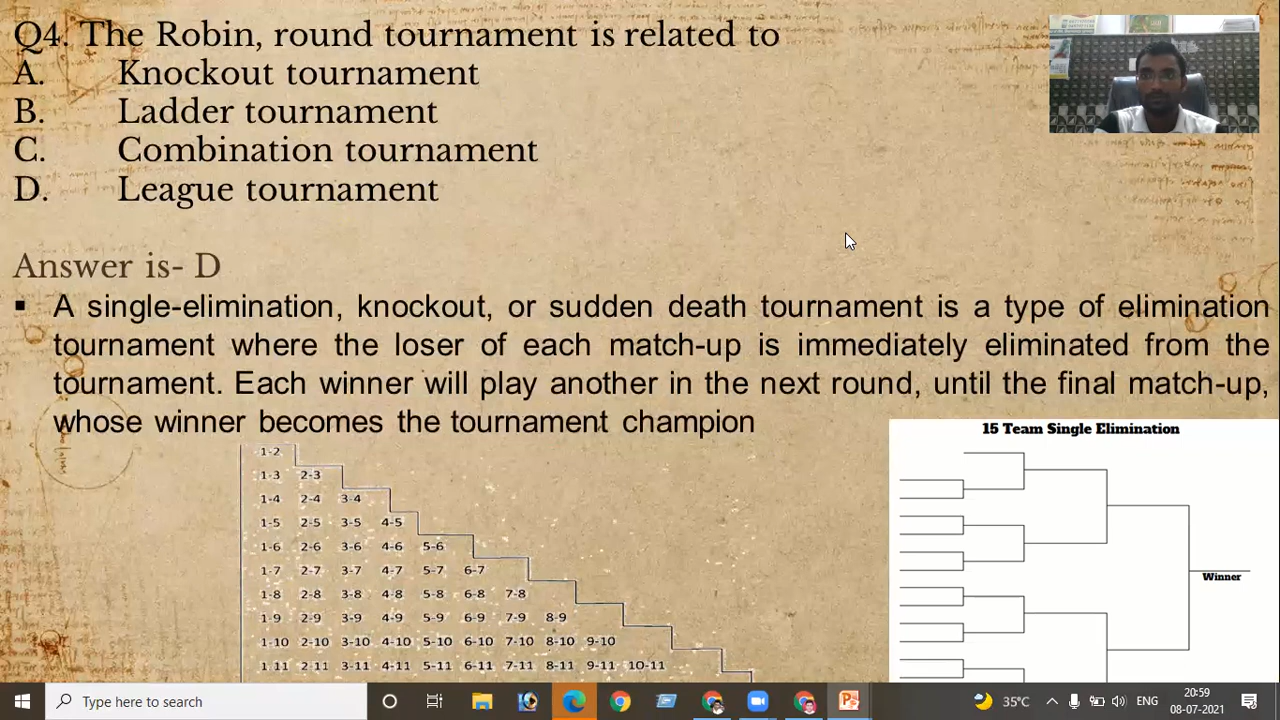 Q4. The Robin, round tournament is related to
A. Knockout tournament
B. Ladder tournament
C. Combination tournament
D. League tournament
Answer is- D
▪ A single-elimination, knockout, or sudden death tournament is a type of elimination
tournament where the loser of each match-up is immediately eliminated from the
tournament. Each winner will play another in the next round, until the final match-up,
whose winner becomes the tournament champion
1-2
1-3 2-3
1-4 2-4 3-4
1-5 2-5 3-5 4-5
1-6 2-6 3-6 4-6 5-6
1-7 2-7 3-7 4-7 5-7 6-7
1-8 2-8 3-8 4-8 5-8 6-8 7-8
1-9 2-9 3-9 4-9 5-9 6-9 7-9 8-9
1-10 2-10 3-10 4-10 5-10 6-10 7-10 8-10 9-10
1-11 2-11 3-11 4-11 5-11 6-11 7-11 8-11 9-11 10-11
15 Team Single Elimination
Winner
Type here to search
35°C
ENG
20:59
08-07-2021